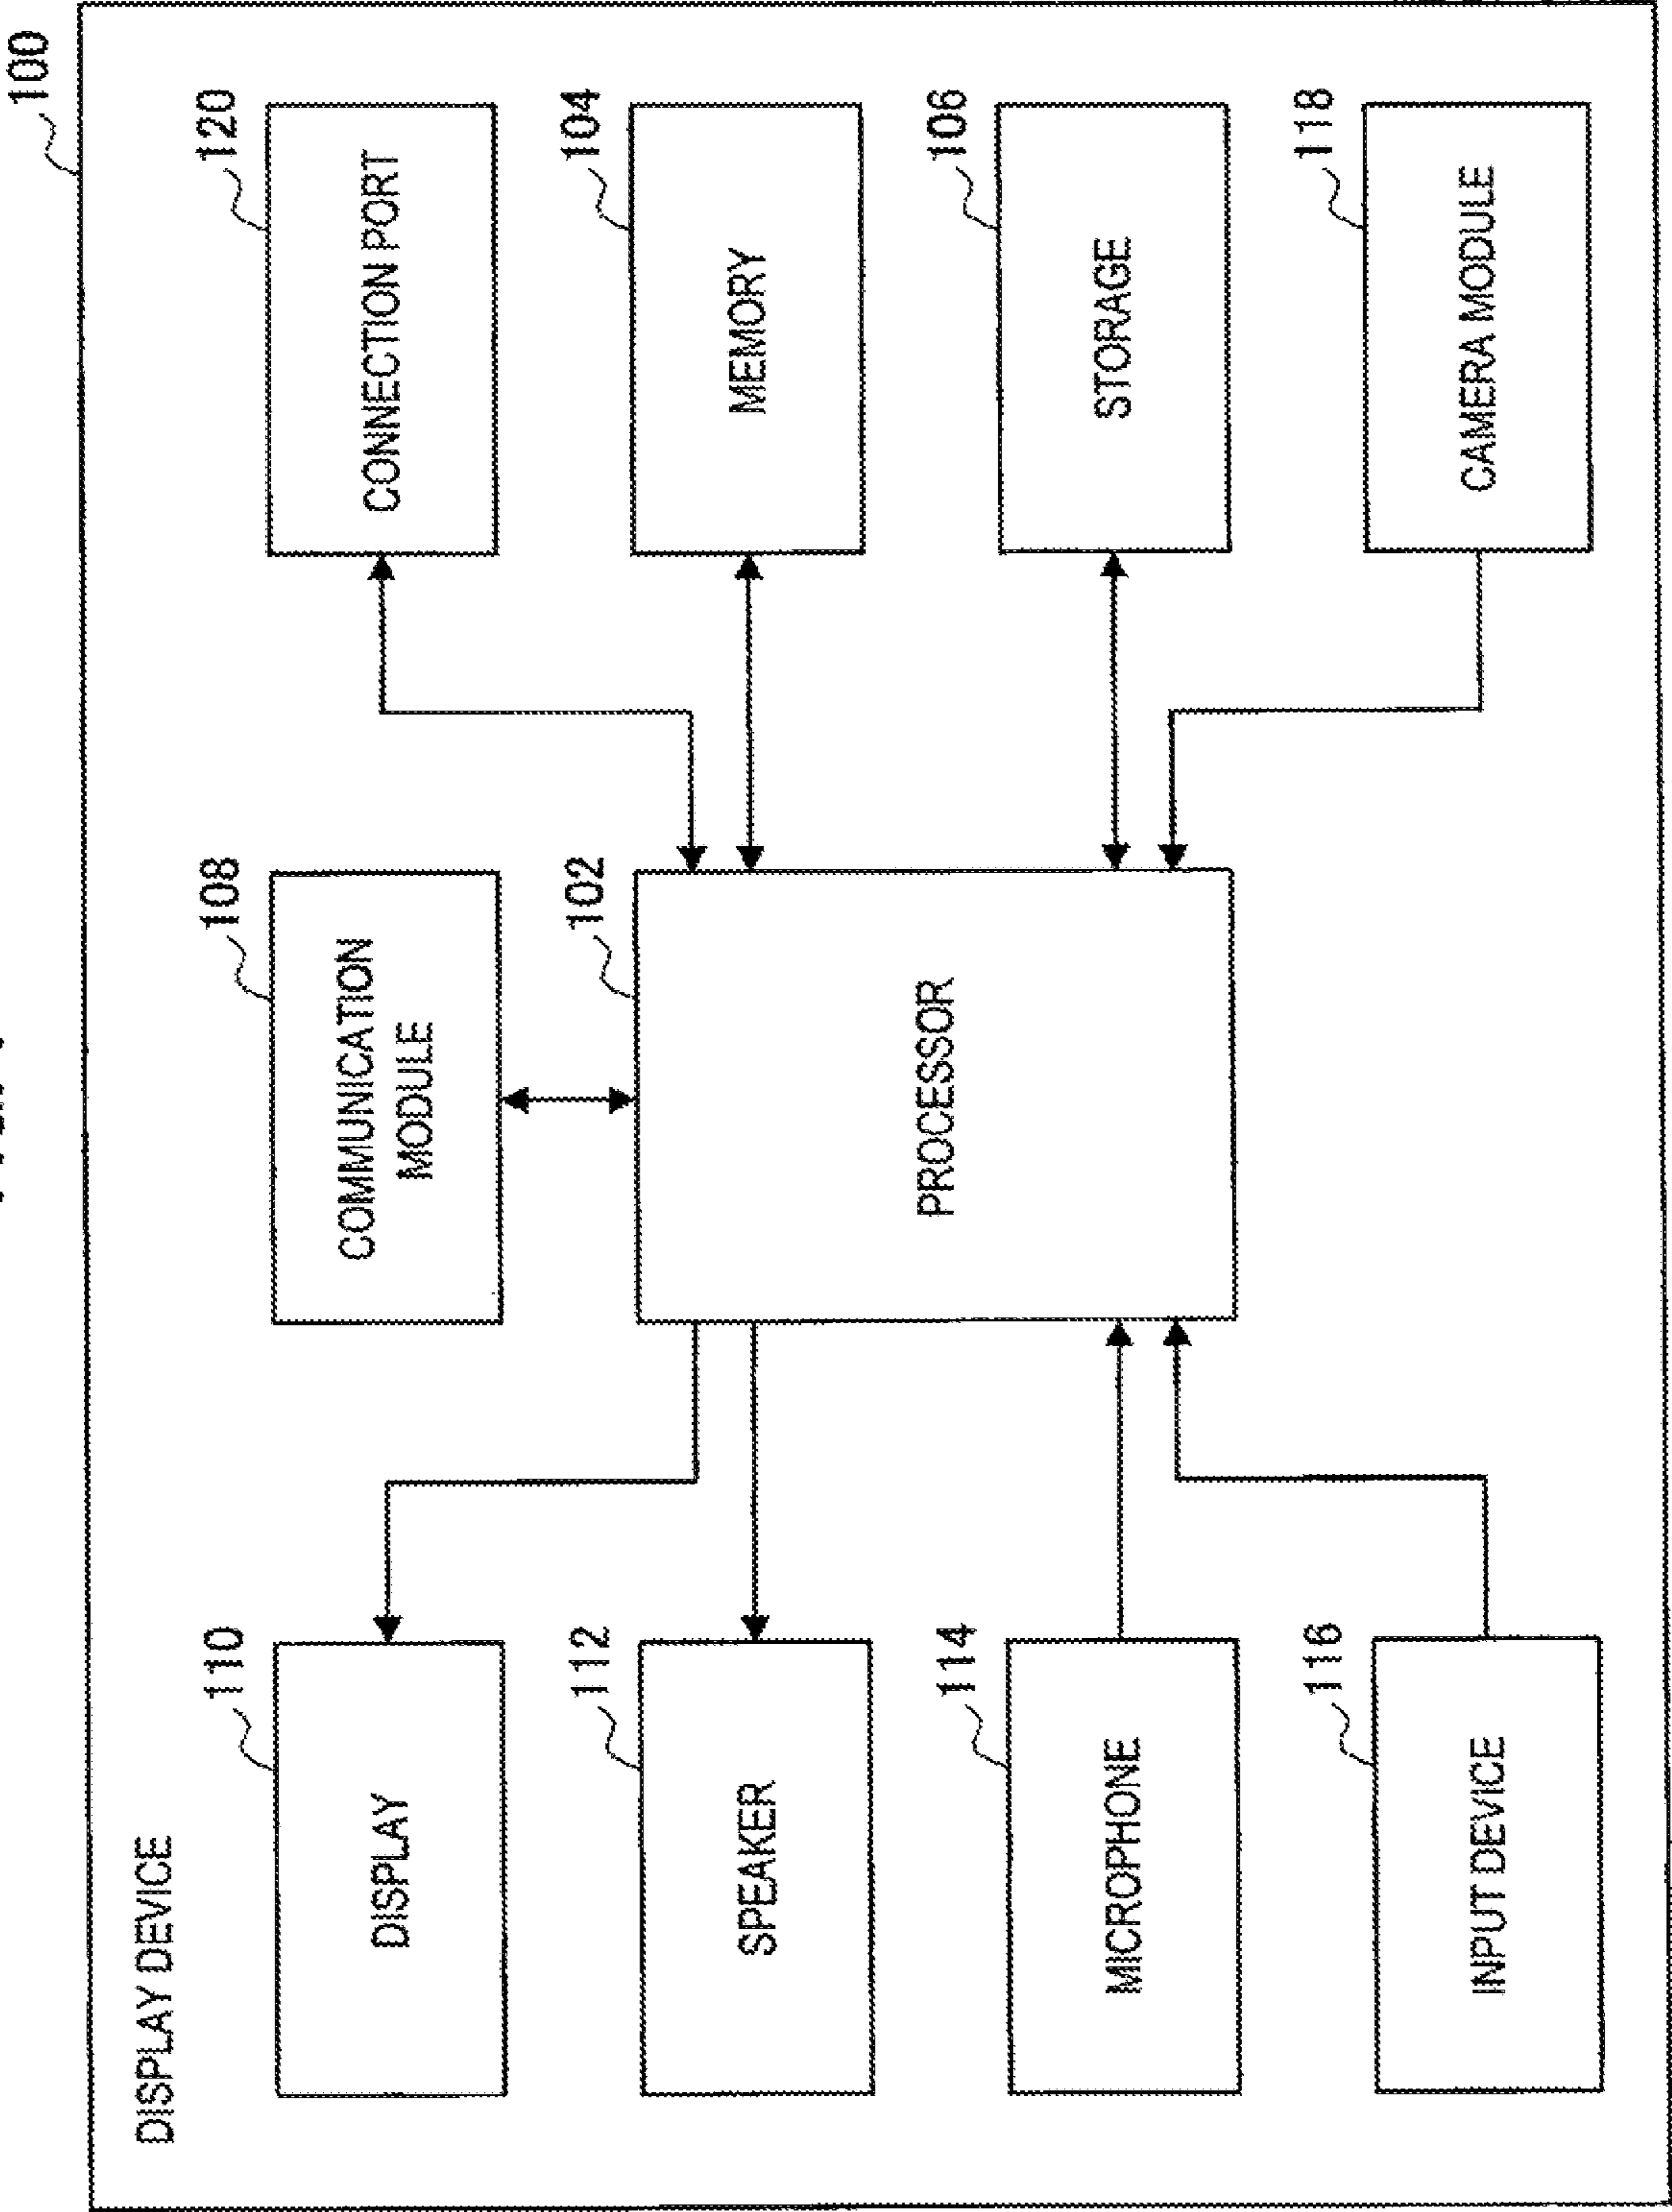 100
DISPLAY DEVICE
110
DISPLAY
108
COMMUNICATION
MODULE
120
CONNECTION PORT
112
SPEAKER
102
PROCESSOR
104
MEMORY
114
MICROPHONE
106
STORAGE
116
INPUT DEVICE
118
CAMERA MODULE